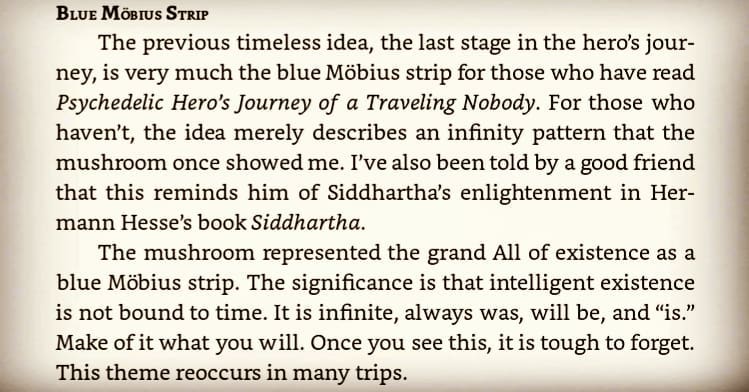 Blue Möbius Strip
The previous timeless idea, the last stage in the hero’s jour-
ney, is very much the blue Möbius strip for those who have read
Psychedelic Hero’s Journey of a Traveling Nobody. For those who
haven’t, the idea merely describes an infinity pattern that the
mushroom once showed me. I’ve also been told by a good friend
that this reminds him of Siddhartha’s enlightenment in Her-
mann Hesse’s book Siddhartha.
The mushroom represented the grand All of existence as a
blue Möbius strip. The significance is that intelligent existence
is not bound to time. It is infinite, always was, will be, and “is.”
Make of it what you will. Once you see this, it is tough to forget.
This theme reoccurs in many trips.